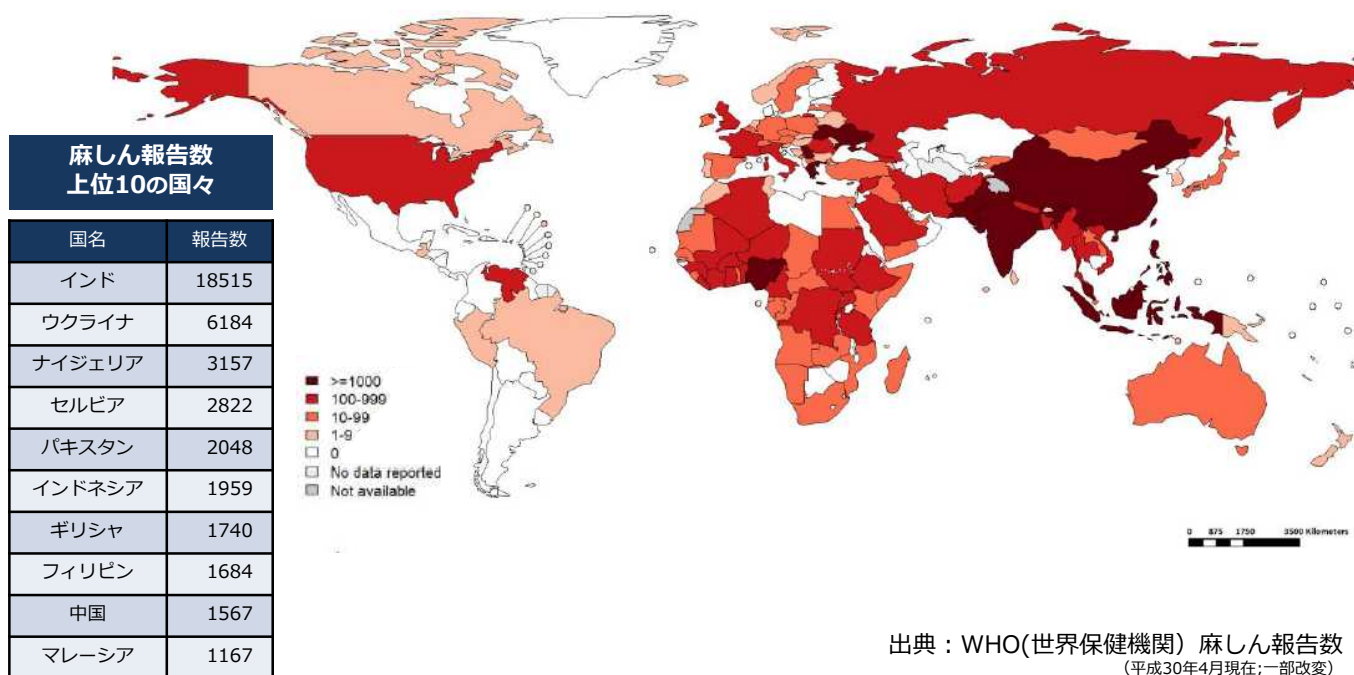 麻しん報告数
上位10の国々
国名 報告数
インド 18515
ウクライナ 6184
ナイジェリア 3157
セルビア 2822
パキスタン 2048
インドネシア 1959
ギリシャ 1740
フィリピン 1684
中国 1567
マレーシア 1167
>=1000
100-999
10-99
1-9
0
No data reported
Not available
0 875 1750 3500 Kilometers
出典：WHO(世界保健機関）麻しん報告数
（平成30年4月現在;一部改変）